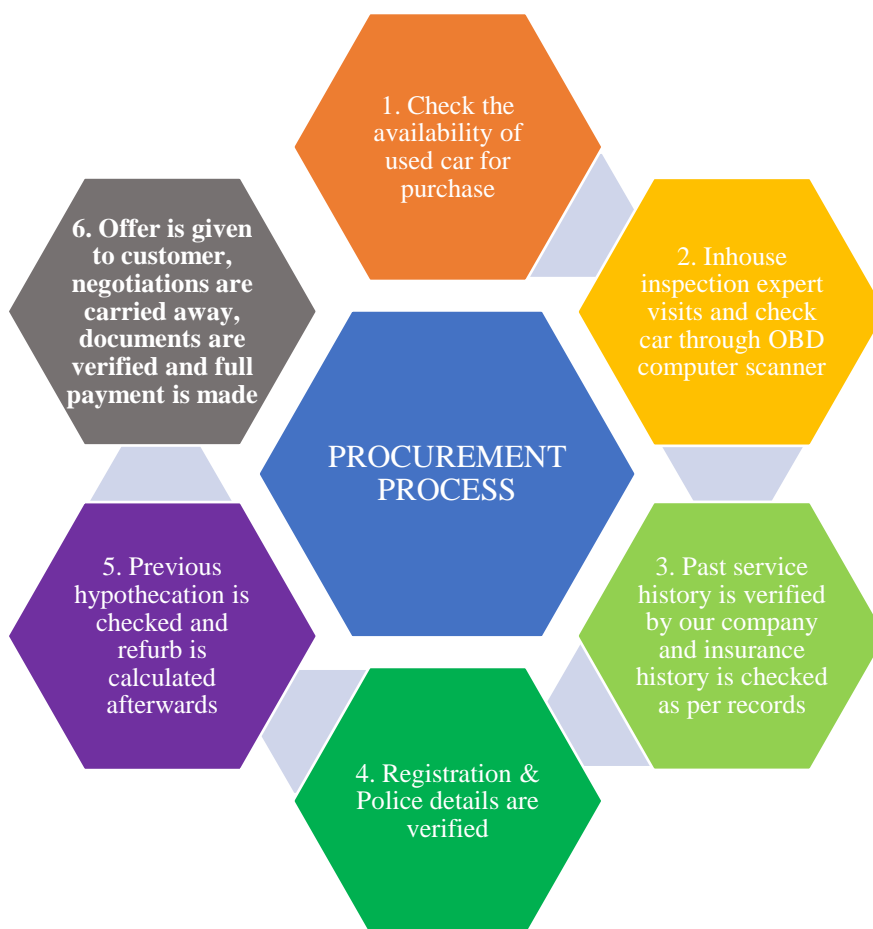 1. Check the
availability of
used car for
purchase
2. Inhouse
inspection expert
visits and check
car through OBD
computer scanner
3. Past service
history is verified
by our company
and insurance
history is checked
as per records
4. Registration &
Police details are
verified
5. Previous
hypothecation is
checked and
refurb is
calculated
afterwards
6. Offer is given
to customer,
negotiations are
carried away,
documents are
verified and full
payment is made
PROCUREMENT
PROCESS